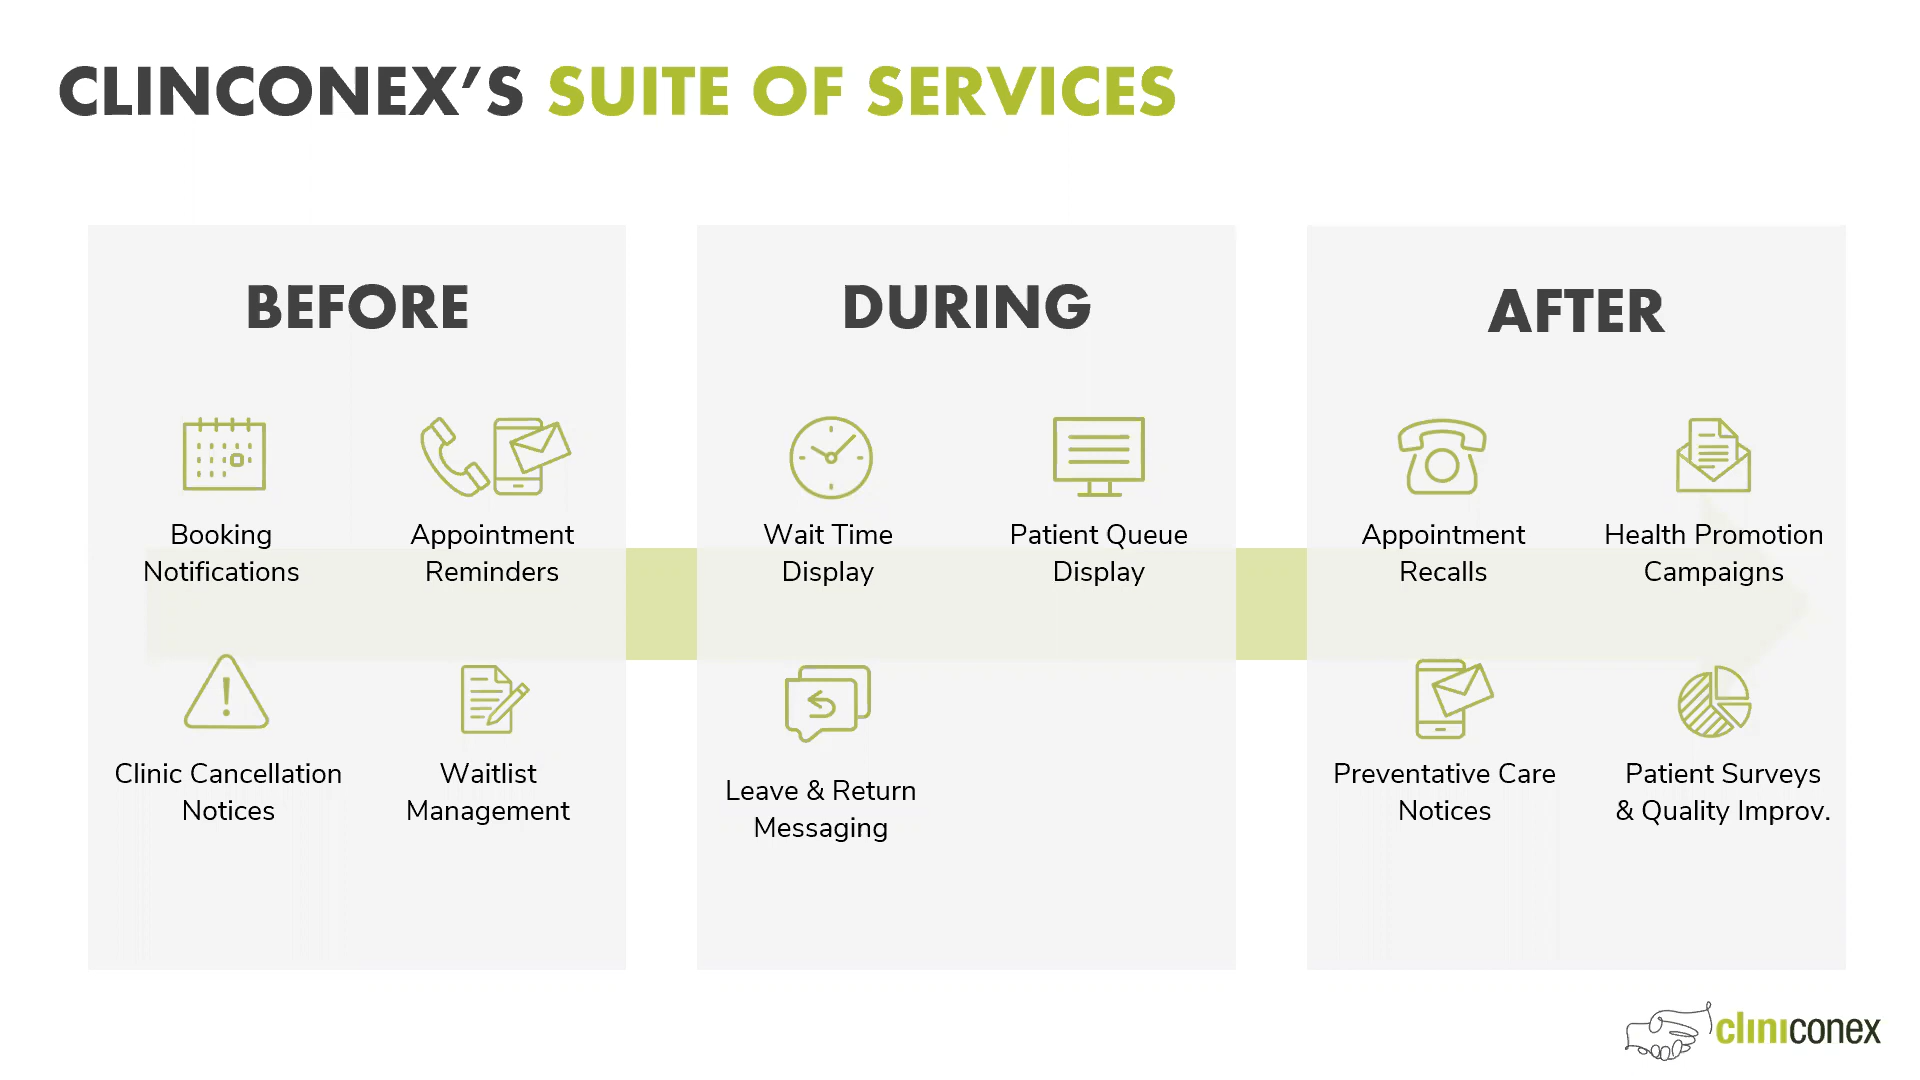 CLINCONEX’S SUITE OF SERVICES
BEFORE
Booking
Notifications
Appointment
Reminders
Clinic Cancellation
Notices
Waitlist
Management
DURING
Wait Time
Display
Patient Queue
Display
Leave & Return
Messaging
AFTER
Appointment
Recalls
Health Promotion
Campaigns
Preventative Care
Notices
Patient Surveys
& Quality Improv.
cliniconex